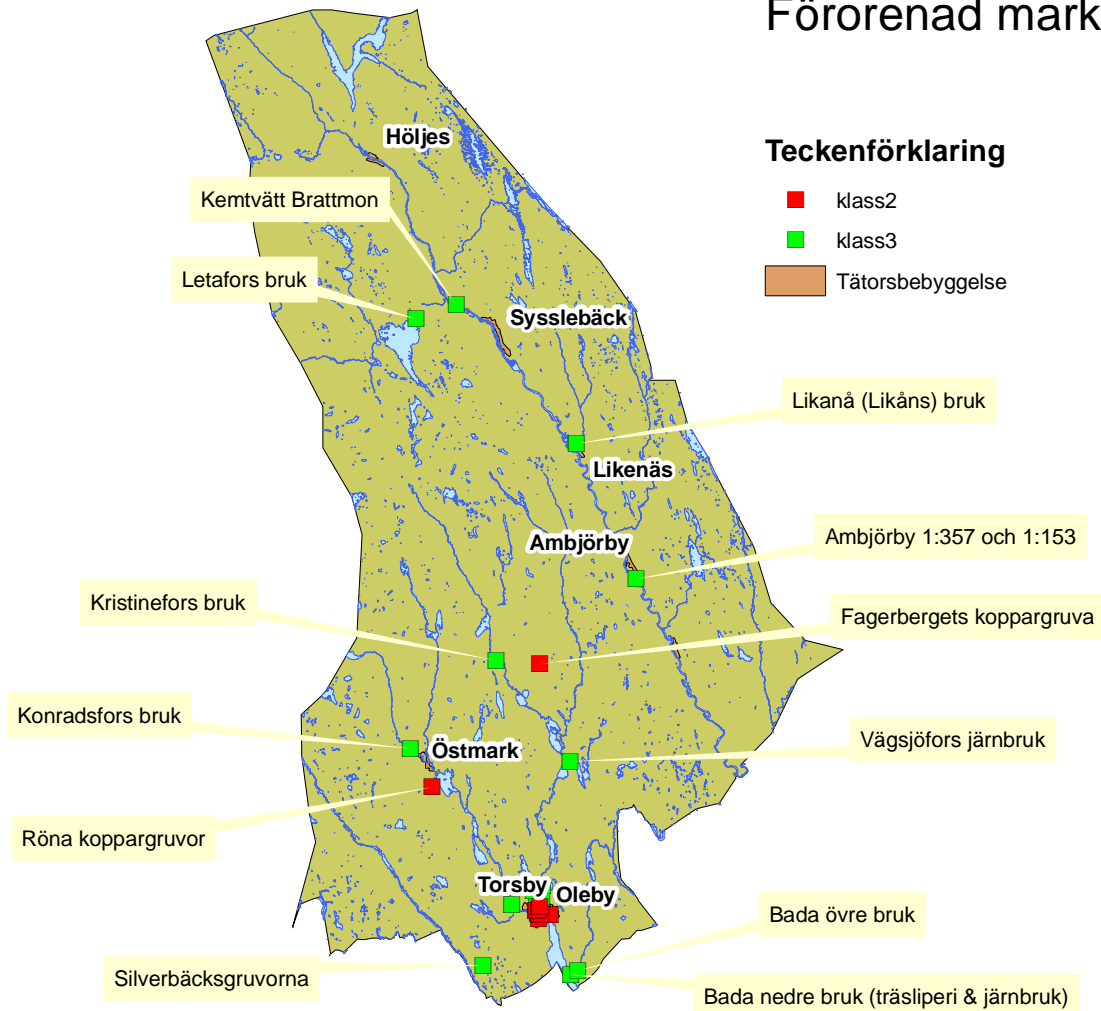 Förorenad mark
Teckenförklaring
klass2
klass3
Tätorsbebyggelse
Höljes
Kemtvätt Brattmon
Letafors bruk
Sysslebäck
Likanå (Likåns) bruk
Likenäs
Ambjörby
Ambjörby 1:357 och 1:153
Kristinefors bruk
Fagerbergets koppargruva
Konradsfors bruk
Östmark
Vägsjöfors järnbruk
Röna koppargruvor
Torsby
Oleby
Bada övre bruk
Silverbäcksgruvorna
Bada nedre bruk (träsliperi & järnbruk)